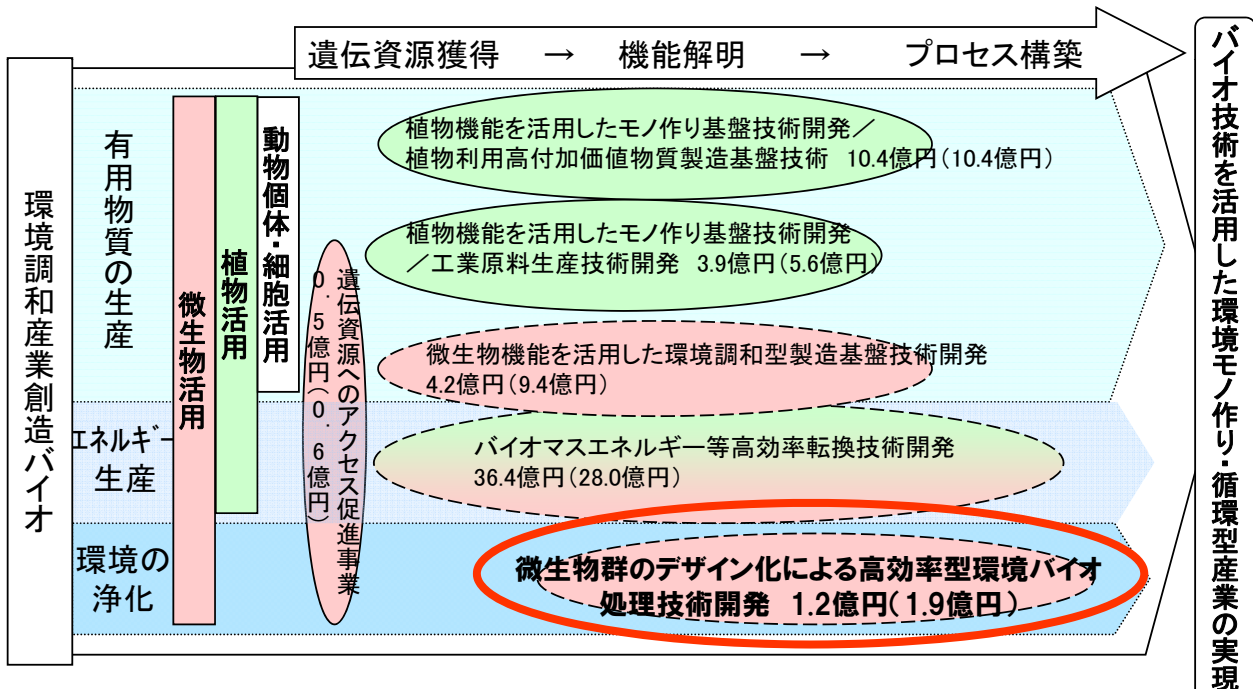 遺伝資源獲得 → 機能解明 → プロセス構築
環境調和産業創造バイオ
有用物質の生産
エネルギー
生産
環境の
浄化
微生物活用
植物活用
動物個体・細胞活用
遺伝資源へのアクセス促進事業
0.5億円(0.6億円)
植物機能を活用したモノ作り基盤技術開発／
植物利用高付加価値物質製造基盤技術 10.4億円(10.4億円)
植物機能を活用したモノ作り基盤技術開発
／工業原料生産技術開発 3.9億円(5.6億円)
微生物機能を活用した環境調和型製造基盤技術開発
4.2億円(9.4億円)
バイオマスエネルギー等高効率転換技術開発
36.4億円(28.0億円)
微生物群のデザイン化による高効率型環境バイオ
処理技術開発 1.2億円(1.9億円)
バイオ技術を活用した環境モノ作り・循環型産業の実現